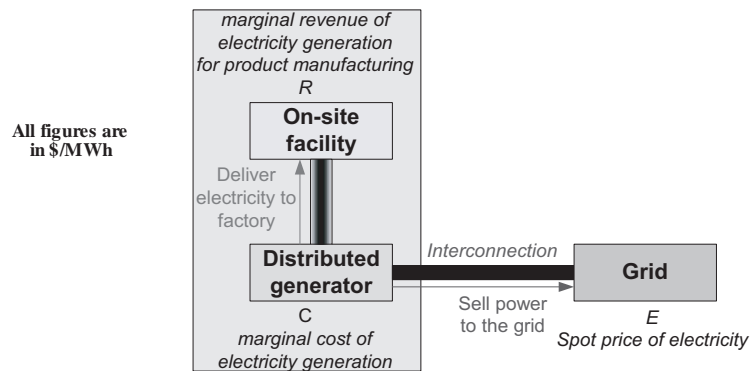 marginal revenue of
electricity generation
for product manufacturing
R
On-site
facility
All figures are
in $/MWh
Deliver
electricity to
factory
Interconnection
Distributed
generator
Grid
Sell power
to the grid
C
marginal cost of
electricity generation
E
Spot price of electricity